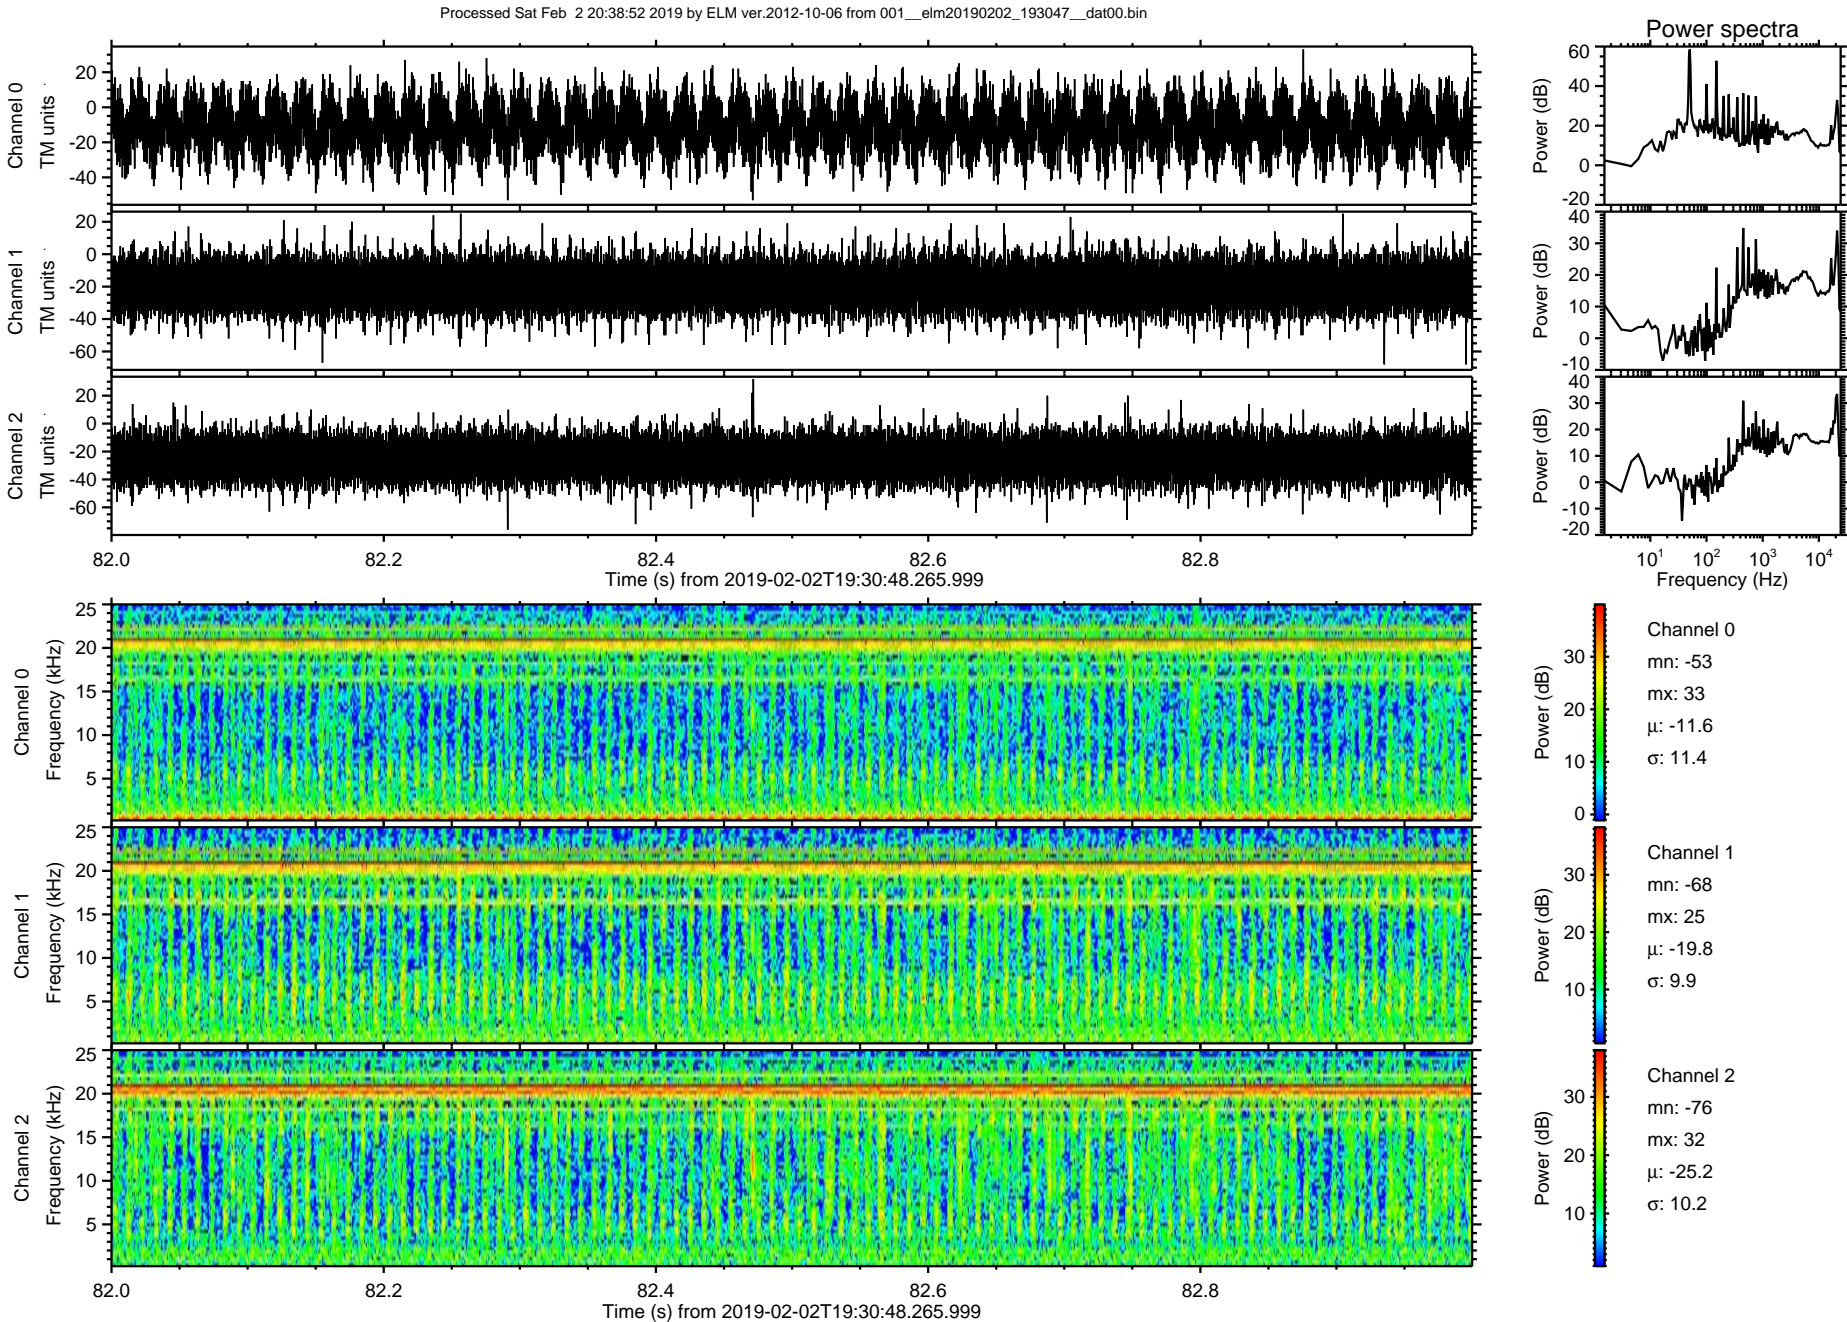 Processed Sat Feb  2 20:38:52 2019 by ELM ver.2012-10-06 from 001__elm20190202_193047__dat00.bin
Power spectra
Channel 0
TM units
20
0
-20
-40
Power (dB)
60
40
20
0
-20
Channel 1
TM units
20
0
-20
-40
-60
Power (dB)
40
30
20
10
0
-10
Channel 2
TM units
20
0
-20
-40
-60
Power (dB)
40
30
20
10
0
-10
-20
82.0 82.2 82.4 82.6 82.8
Time (s) from 2019-02-02T19:30:48.265.999
10^1 10^2 10^3 10^4
Frequency (Hz)
Channel 0
Frequency (kHz)
25
20
15
10
5
Power (dB)
30
20
10
0
Channel 0
mn: -53
mx: 33
μ: -11.6
σ: 11.4
Channel 1
Frequency (kHz)
25
20
15
10
5
Power (dB)
30
20
10
Channel 1
mn: -68
mx: 25
μ: -19.8
σ: 9.9
Channel 2
Frequency (kHz)
25
20
15
10
5
Power (dB)
30
20
10
Channel 2
mn: -76
mx: 32
μ: -25.2
σ: 10.2
82.0 82.2 82.4 82.6 82.8
Time (s) from 2019-02-02T19:30:48.265.999